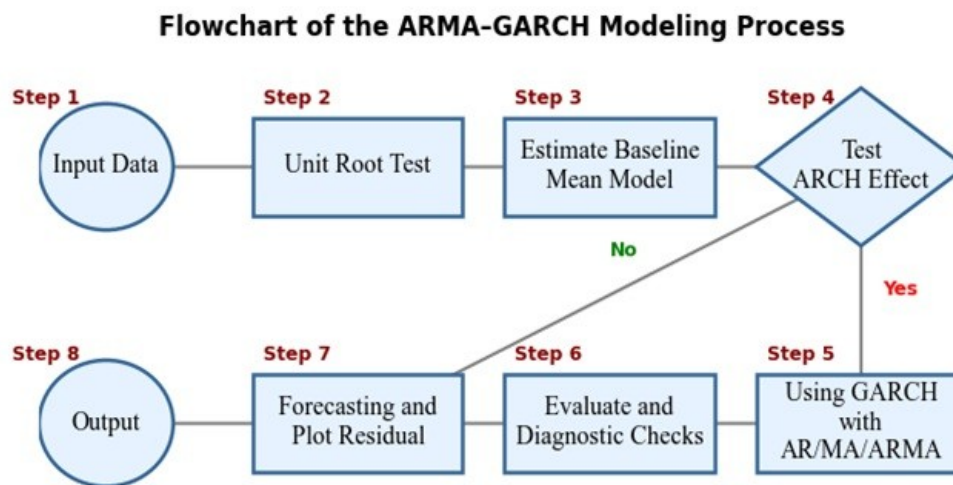 Flowchart of the ARMA–GARCH Modeling Process
Step 1
Input Data
Step 2
Unit Root Test
Step 3
Estimate Baseline
Mean Model
Step 4
Test
ARCH Effect
No
Yes
Step 5
Using GARCH
with
AR/MA/ARMA
Step 6
Evaluate and
Diagnostic Checks
Step 7
Forecasting and
Plot Residual
Step 8
Output